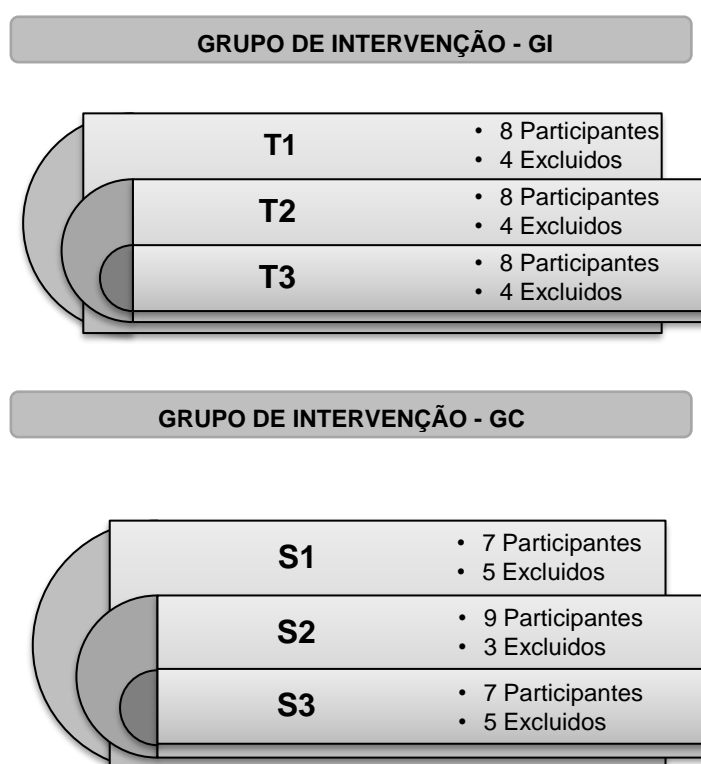 GRUPO DE INTERVENÇÃO - GI
T1
• 8 Participantes
• 4 Excluidos
T2
• 8 Participantes
• 4 Excluidos
T3
• 8 Participantes
• 4 Excluidos
GRUPO DE INTERVENÇÃO - GC
S1
• 7 Participantes
• 5 Excluidos
S2
• 9 Participantes
• 3 Excluidos
S3
• 7 Participantes
• 5 Excluidos